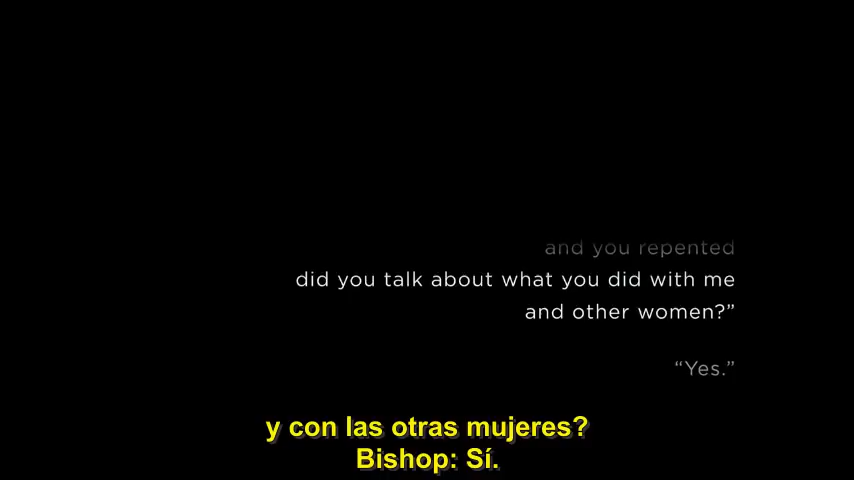 and you repented
did you talk about what you did with me
and other women?”
“Yes.”
y con las otras mujeres?
Bishop: Sí.